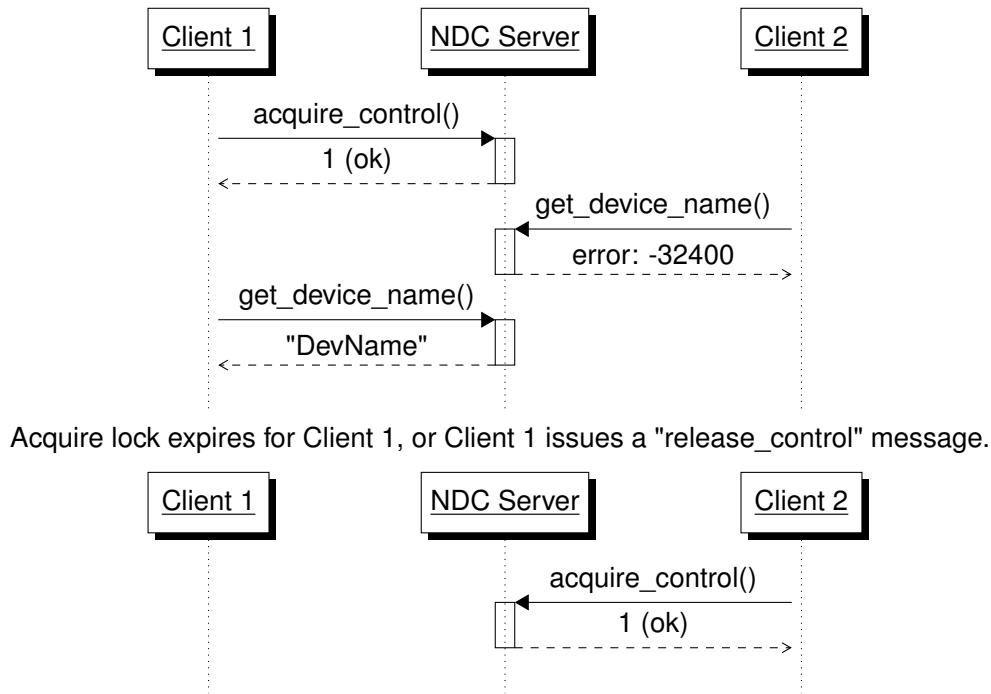 Client 1
NDC Server
Client 2
acquire_control()
1 (ok)
get_device_name()
error: -32400
get_device_name()
"DevName"
Acquire lock expires for Client 1, or Client 1 issues a "release_control" message.
Client 1
NDC Server
Client 2
acquire_control()
1 (ok)